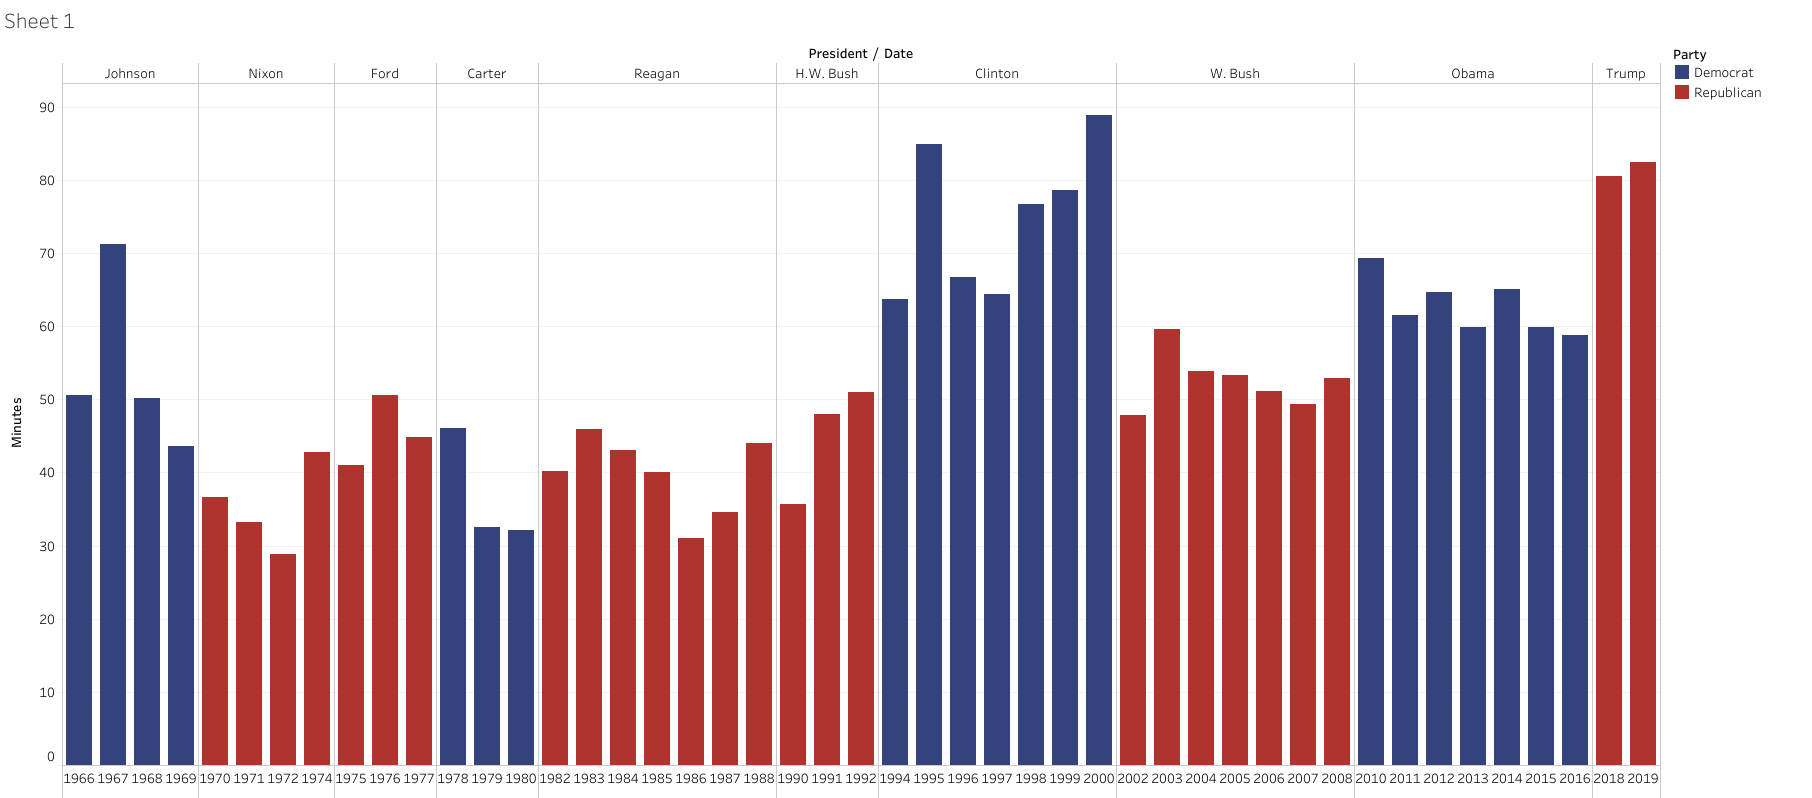 Sheet 1
President / Date
Johnson Nixon Ford Carter Reagan H.W. Bush Clinton W. Bush Obama Trump
Party
Democrat
Republican
Minutes
90
80
70
60
50
40
30
20
10
0
1966 1967 1968 1969 1970 1971 1972 1974 1975 1976 1977 1978 1979 1980 1982 1983 1984 1985 1986 1987 1988 1990 1991 1992 1994 1995 1996 1997 1998 1999 2000 2002 2003 2004 2005 2006 2007 2008 2010 2011 2012 2013 2014 2015 2016 2018 2019